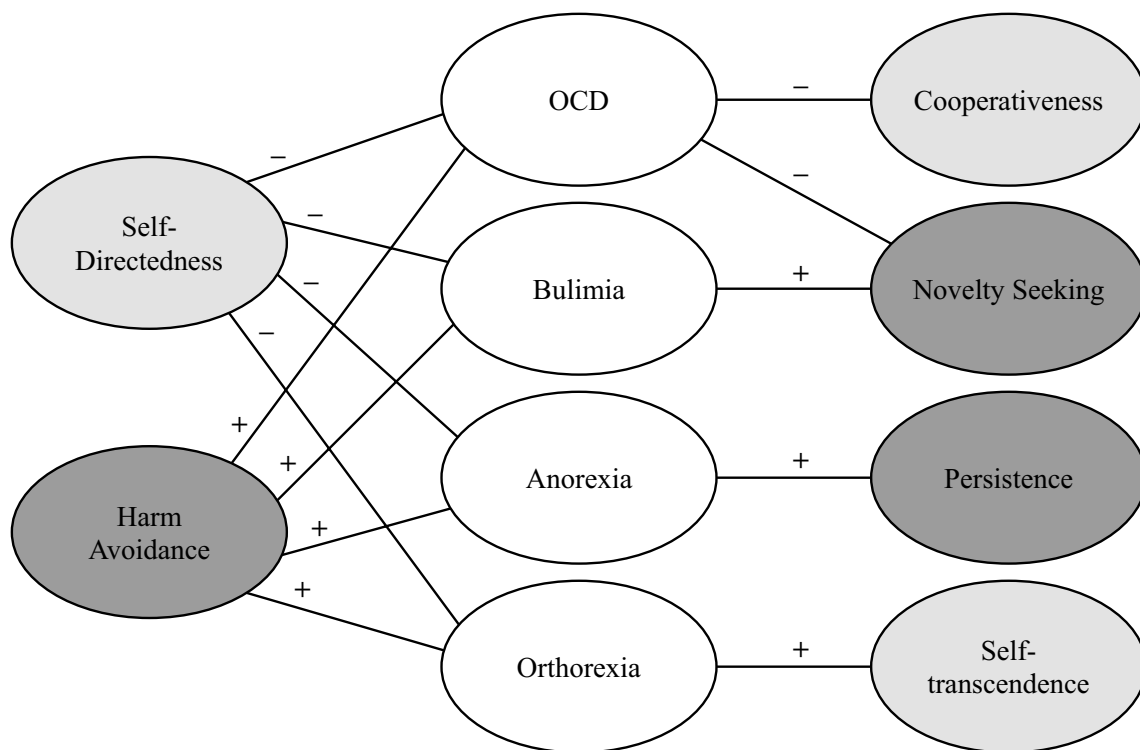 OCD
–
Cooperativeness
–
–
Self-
Directedness
–
Bulimia
+
Novelty Seeking
–
–
+
+
Anorexia
+
Persistence
Harm
Avoidance
+
+
Orthorexia
+
Self-
transcendence